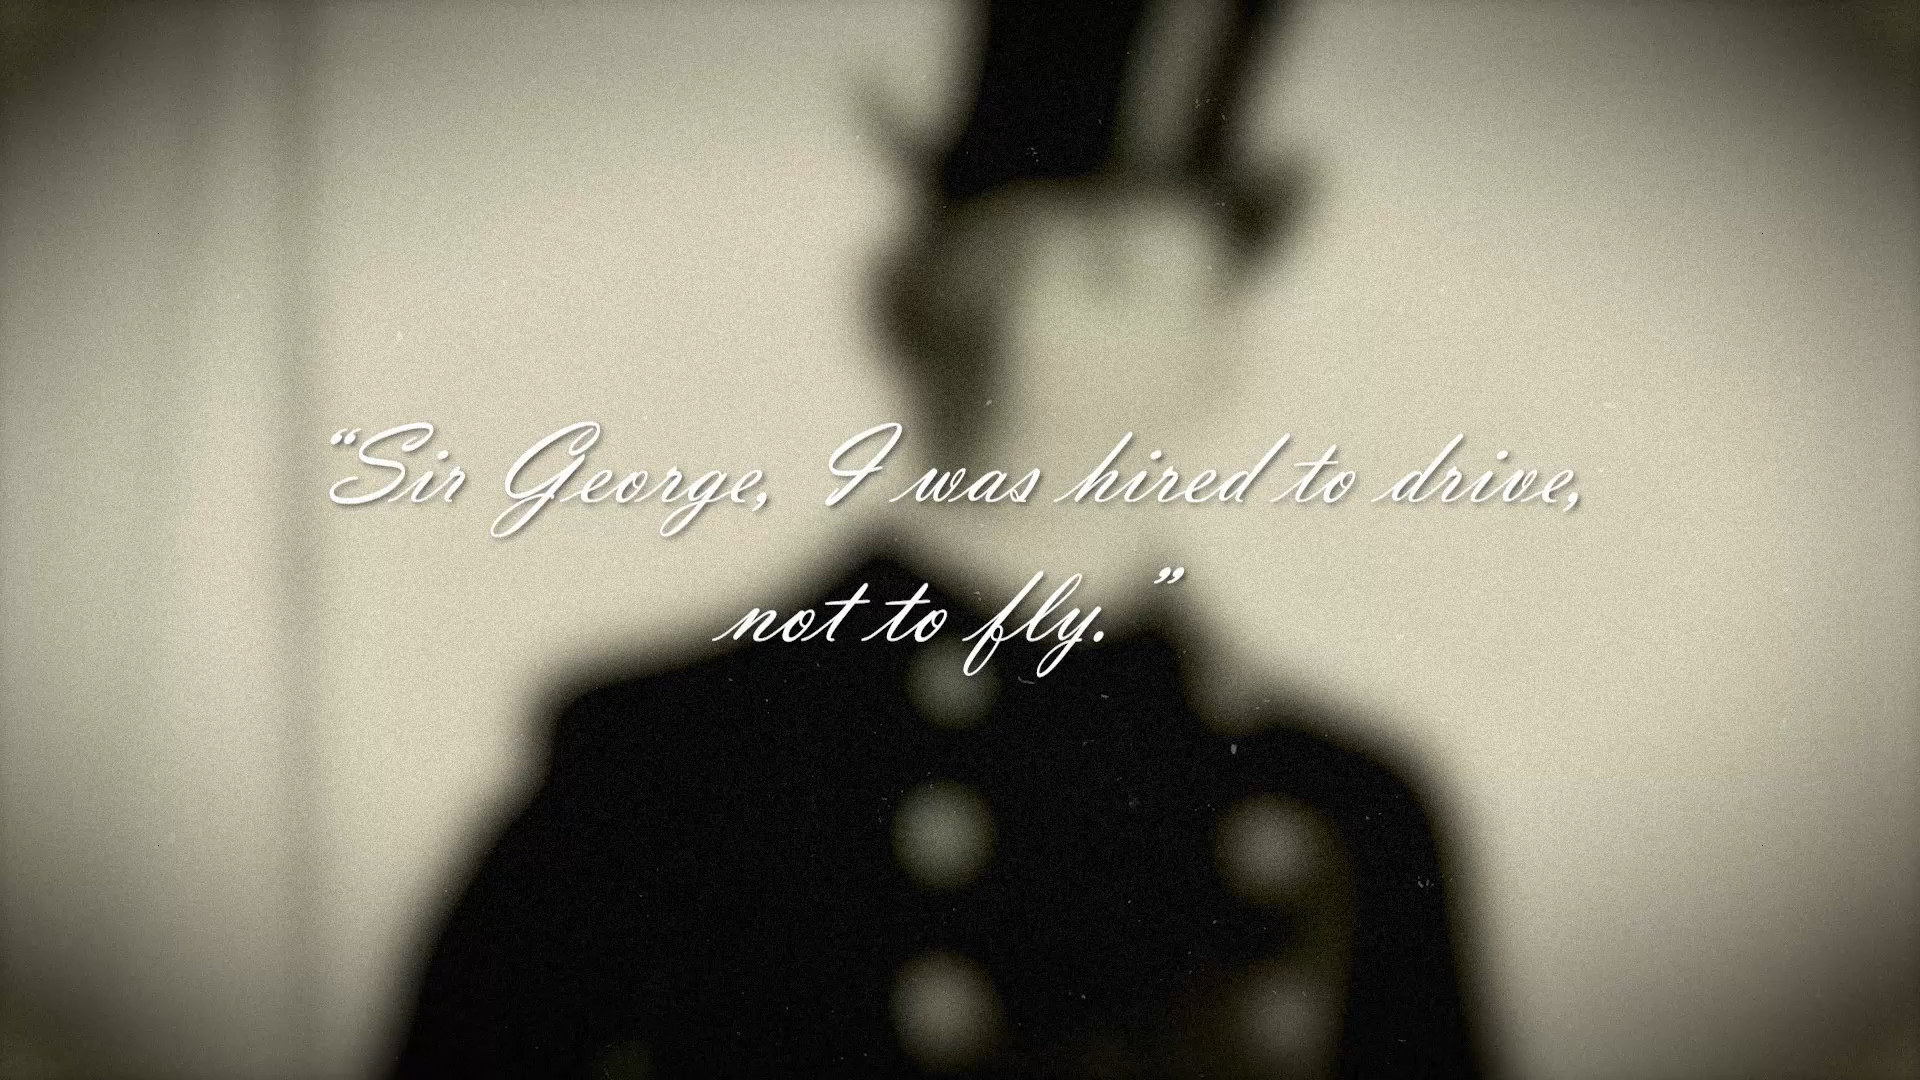 “Sir George, I was hired to drive,
not to fly.”